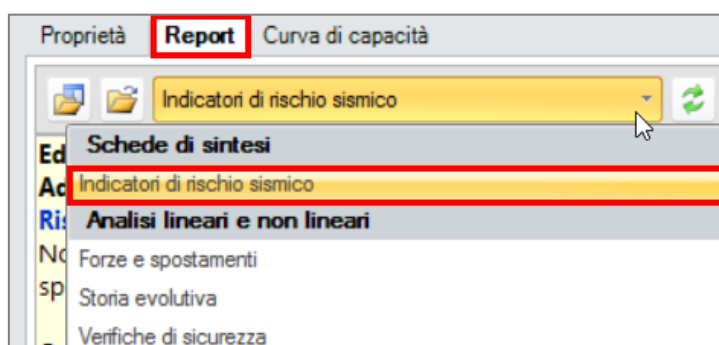 Proprietà Report Curva di capacità
Indicatori di rischio sismico
Schede di sintesi
Indicatori di rischio sismico
Analisi lineari e non lineari
Forze e spostamenti
Storia evolutiva
Verifiche di sicurezza